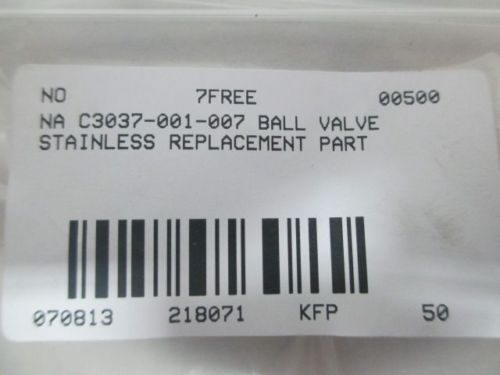 NO 7FREE 00500
NA C3037-001-007 BALL VALVE
STAINLESS REPLACEMENT PART
070813 218071 KFP 50